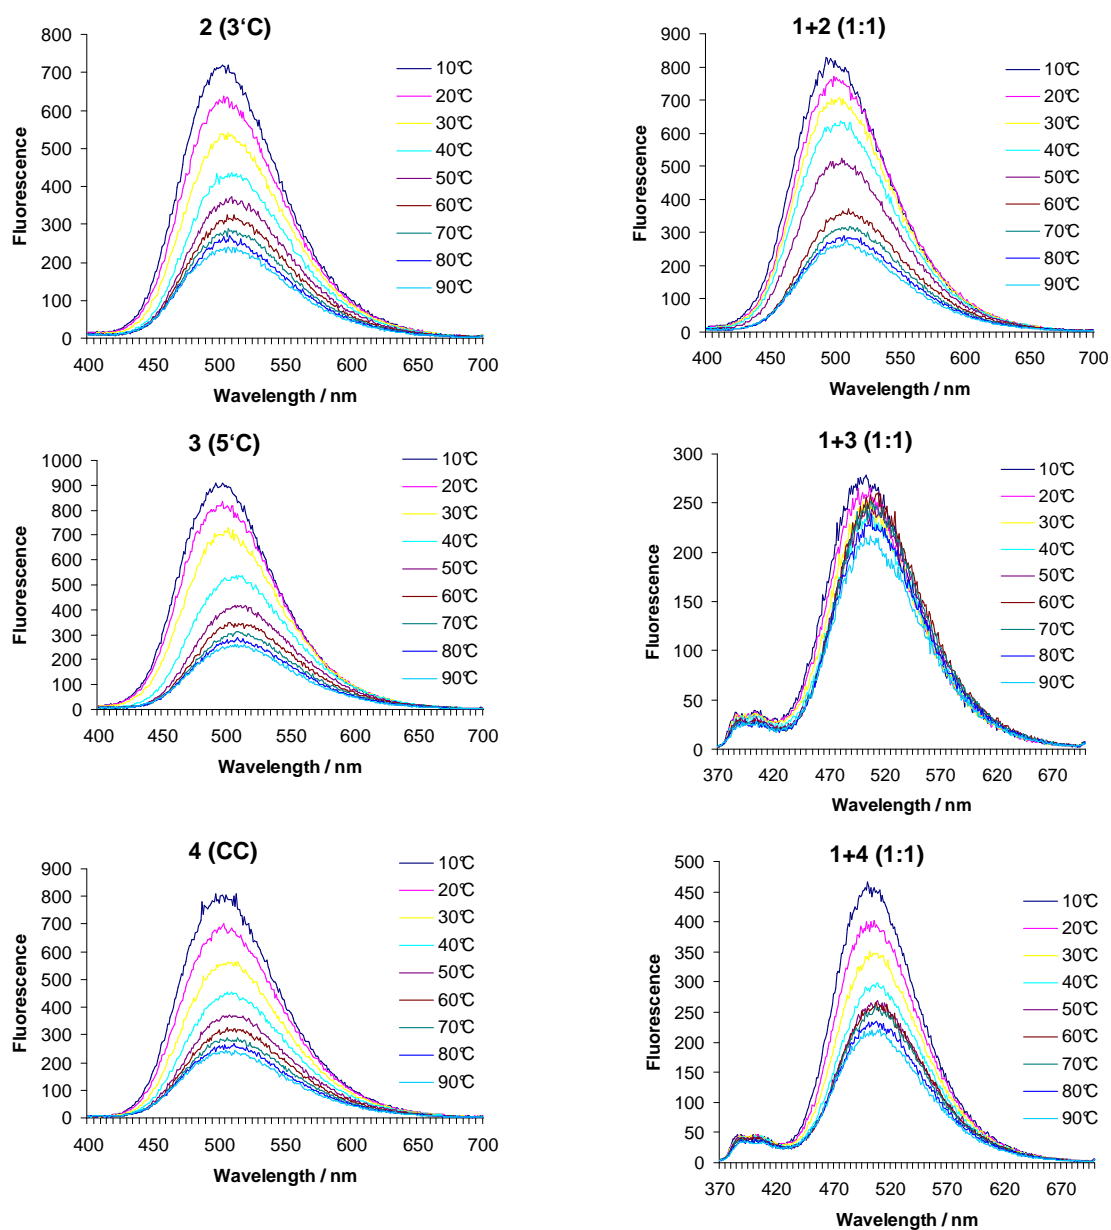 2 (3‘C)
800
700
600
500
400
300
200
100
0
400 450 500 550 600 650 700
Fluorescence
Wavelength / nm
10°C
20°C
30°C
40°C
50°C
60°C
70°C
80°C
90°C
1+2 (1:1)
900
800
700
600
500
400
300
200
100
0
400 450 500 550 600 650 700
Fluorescence
Wavelength / nm
10°C
20°C
30°C
40°C
50°C
60°C
70°C
80°C
90°C
3 (5‘C)
1000
900
800
700
600
500
400
300
200
100
0
400 450 500 550 600 650 700
Fluorescence
Wavelength / nm
10°C
20°C
30°C
40°C
50°C
60°C
70°C
80°C
90°C
1+3 (1:1)
300
250
200
150
100
50
0
370 420 470 520 570 620 670
Fluorescence
Wavelength / nm
10°C
20°C
30°C
40°C
50°C
60°C
70°C
80°C
90°C
4 (CC)
900
800
700
600
500
400
300
200
100
0
400 450 500 550 600 650 700
Fluorescence
Wavelength / nm
10°C
20°C
30°C
40°C
50°C
60°C
70°C
80°C
90°C
1+4 (1:1)
500
450
400
350
300
250
200
150
100
50
0
370 420 470 520 570 620 670
Fluorescence
Wavelength / nm
10°C
20°C
30°C
40°C
50°C
60°C
70°C
80°C
90°C